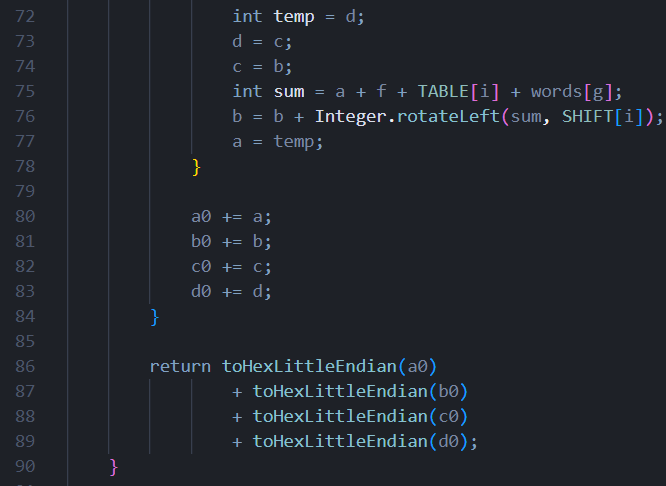 72 int temp = d;
73 d = c;
74 c = b;
75 int sum = a + f + TABLE[i] + words[g];
76 b = b + Integer.rotateLeft(sum, SHIFT[i]);
77 a = temp;
78 }
79
80 a0 += a;
81 b0 += b;
82 c0 += c;
83 d0 += d;
84 }
85
86 return toHexLittleEndian(a0)
87 + toHexLittleEndian(b0)
88 + toHexLittleEndian(c0)
89 + toHexLittleEndian(d0);
90 }